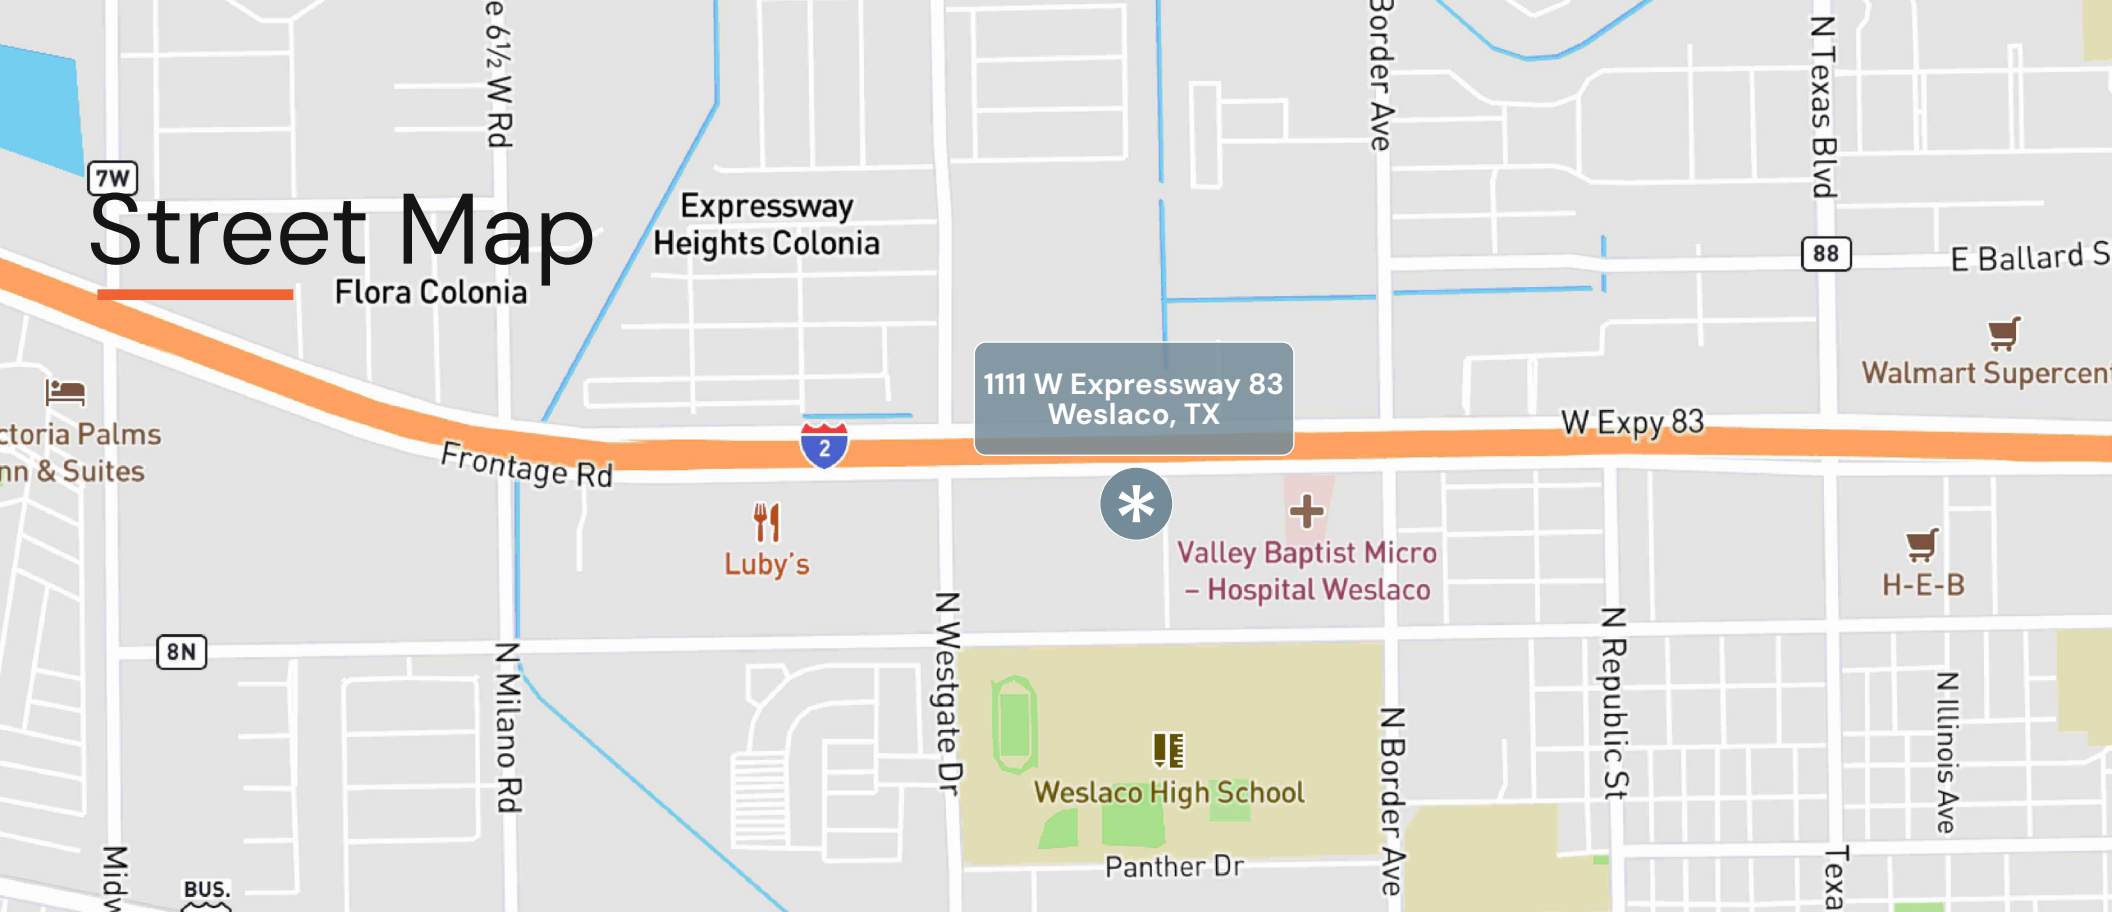 e 6½ W Rd
Border Ave
N Texas Blvd
7W
Street Map
Expressway
Heights Colonia
Flora Colonia
88
E Ballard S
Walmart Supercent
1111 W Expressway 83
Weslaco, TX
W Expy 83
2
ctoria Palms
nn & Suites
Frontage Rd
*
Luby's
Valley Baptist Micro
– Hospital Weslaco
H-E-B
8N
N Milano Rd
N Westgate Dr
N Republic St
N Illinois Ave
N Border Ave
Weslaco High School
Panther Dr
Midw
BUS.
Texa